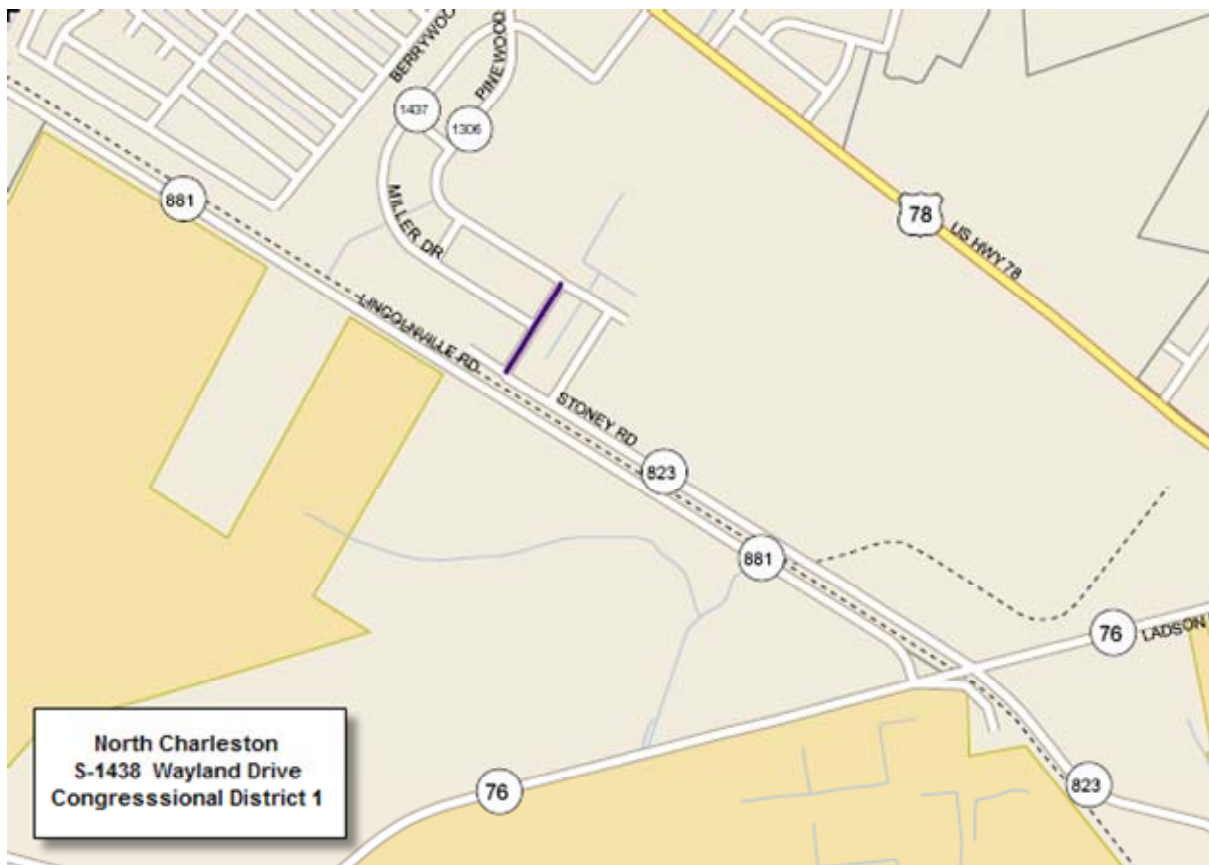 BERRYWOO
PINEWOOD
1437
1306
881
78
US HWY 78
MILLER DR
LINCOLNVILLE RD
STONEY RD
823
881
76
LADSON
North Charleston
S-1438 Wayland Drive
Congresssional District 1
76
823